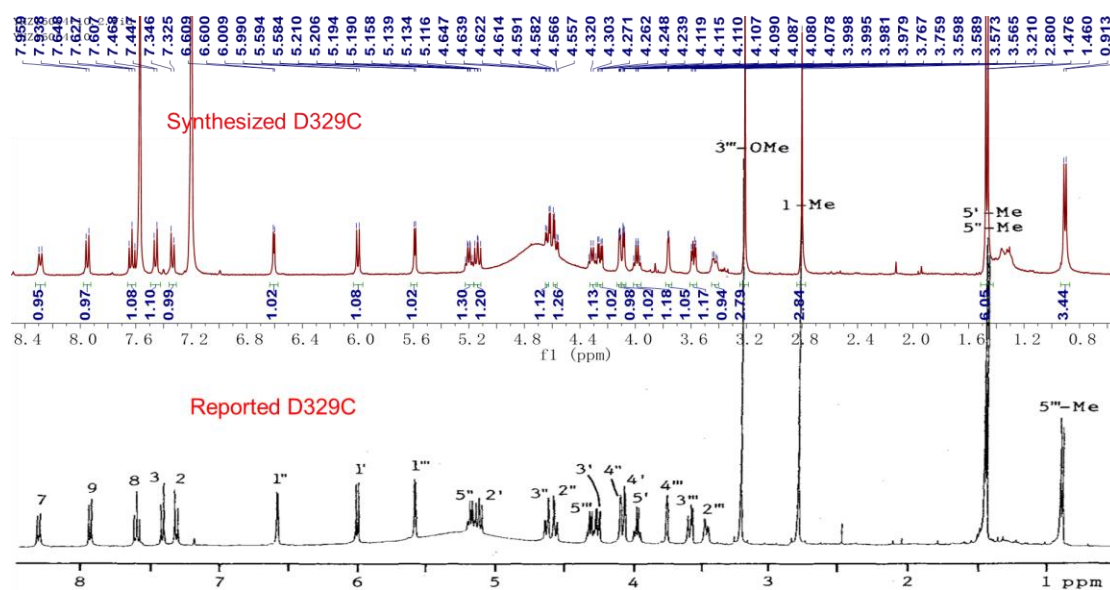 7.957 7.938 7.648 7.627 7.607 7.468 7.447 7.346 7.325 6.609 6.600 6.009 5.990 5.594 5.584 5.210 5.206 5.194 5.190 5.158 5.139 5.134 5.116 4.647 4.639 4.622 4.614 4.591 4.582 4.566 4.557 4.320 4.303 4.271 4.262 4.248 4.239 4.119 4.115 4.110 4.107 4.090 4.087 4.080 4.078 3.998 3.995 3.981 3.979 3.767 3.759 3.598 3.589 3.573 3.565 3.210 2.800 1.476 1.460 0.913
Synthesized D329C
3'''-OMe
1-Me
5'-Me
5''-Me
0.95 0.97 1.08 1.10 0.99 1.02 1.08 1.02 1.30 1.20 1.12 1.26 1.13 1.02 0.98 1.02 1.18 1.05 1.17 0.94 2.79 2.84 6.05 3.44
8.4 8.0 7.6 7.2 6.8 6.4 6.0 5.6 5.2 4.8 4.4 4.0 3.6 3.2 2.8 2.4 2.0 1.6 1.2 0.8
f1 (ppm)
Reported D329C
5'''-Me
7 9 8 3 2 1'' 1' 1''' 5'' 2' 3'' 2'' 5''' 3' 4'' 4' 5' 4''' 3''' 2'''
8 7 6 5 4 3 2 1 ppm